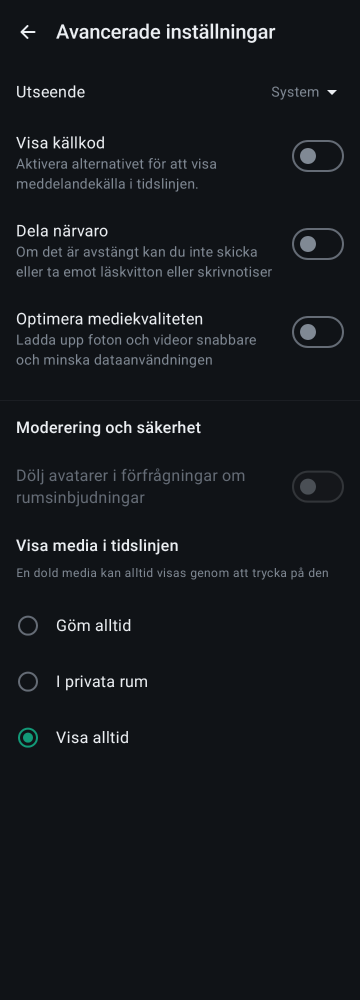 Avancerade inställningar
Utseende
System
Visa källkod
Aktivera alternativet för att visa
meddelandekälla i tidslinjen.
Dela närvaro
Om det är avstängt kan du inte skicka
eller ta emot läskvitton eller skrivnotiser
Optimera mediekvaliteten
Ladda upp foton och videor snabbare
och minska dataanvändningen
Moderering och säkerhet
Dölj avatarer i förfrågningar om
rumsinbjudningar
Visa media i tidslinjen
En dold media kan alltid visas genom att trycka på den
Göm alltid
I privata rum
Visa alltid